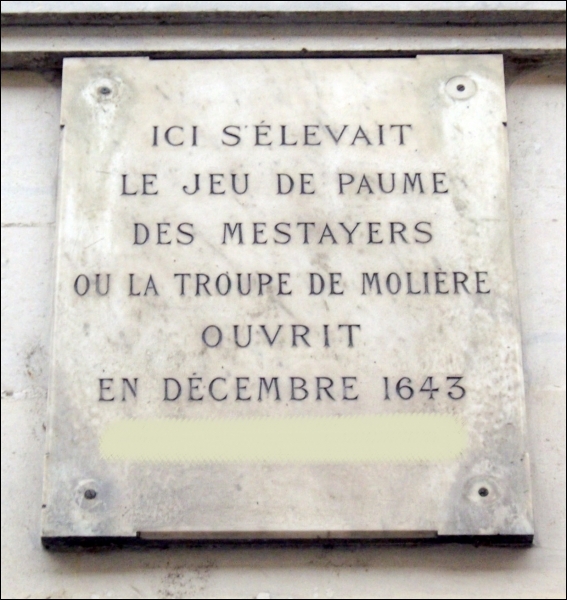 ICI S'ÉLEVAIT
LE JEU DE PAUME
DES MESTAYERS
OU LA TROUPE DE MOLIÈRE
OUVRIT
EN DÉCEMBRE 1643